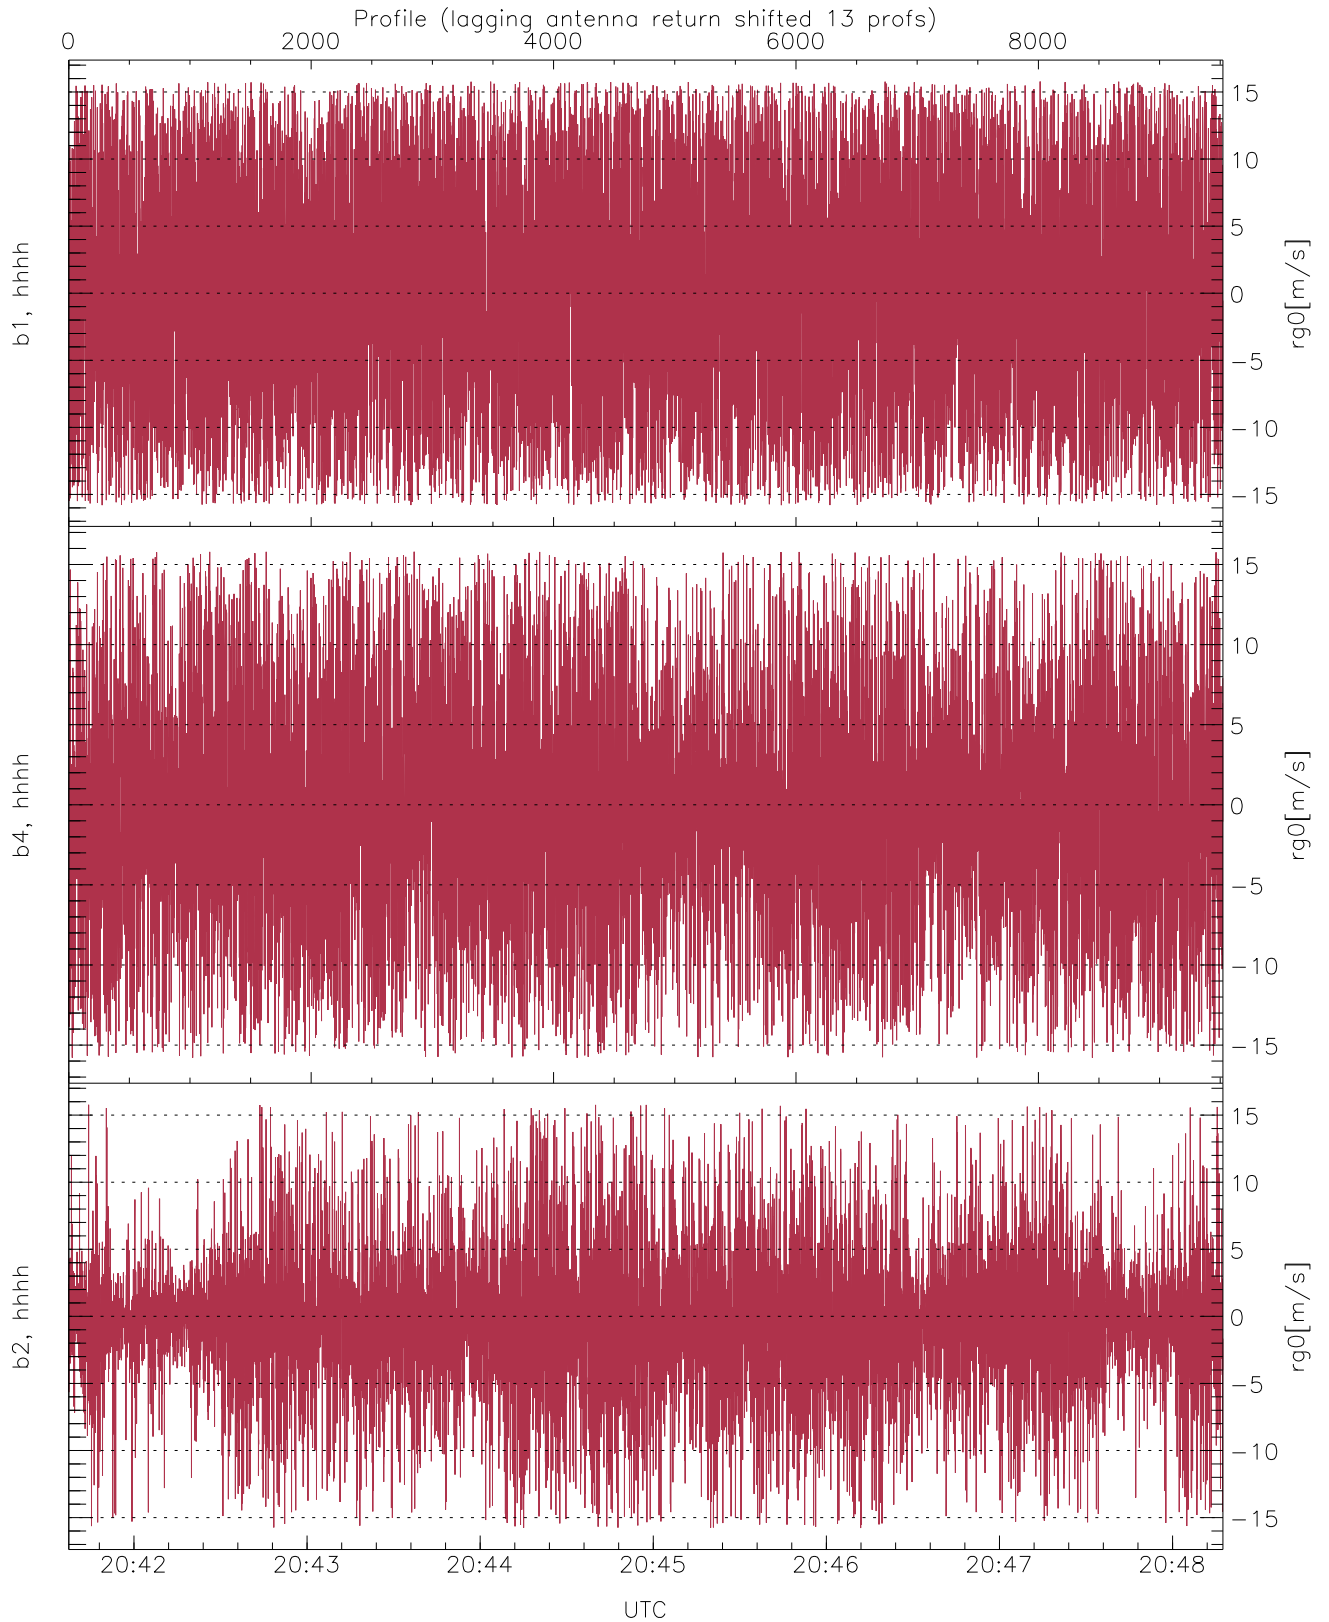 Profile (lagging antenna return shifted 13 profs)
0 2000 4000 6000 8000
15
10
5
0
-5
-10
-15
b1, hhhh
rg0[m/s]
15
10
5
0
-5
-10
-15
b4, hhhh
rg0[m/s]
15
10
5
0
-5
-10
-15
b2, hhhh
rg0[m/s]
20:42 20:43 20:44 20:45 20:46 20:47 20:48
UTC